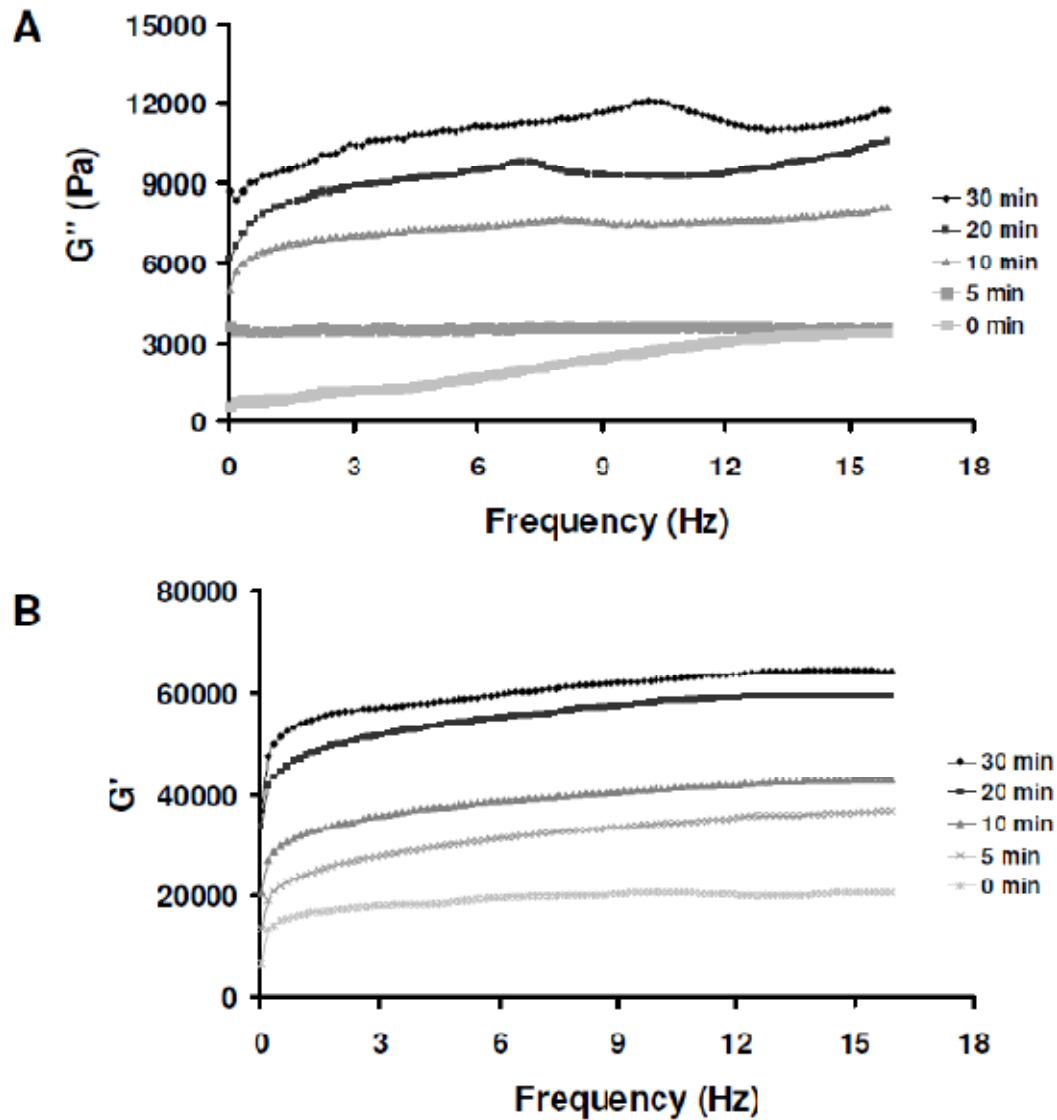 A
15000
12000
9000
6000
3000
0
G'' (Pa)
0 3 6 9 12 15 18
Frequency (Hz)
30 min
20 min
10 min
5 min
0 min
B
80000
60000
40000
20000
0
G'
0 3 6 9 12 15 18
Frequency (Hz)
30 min
20 min
10 min
5 min
0 min